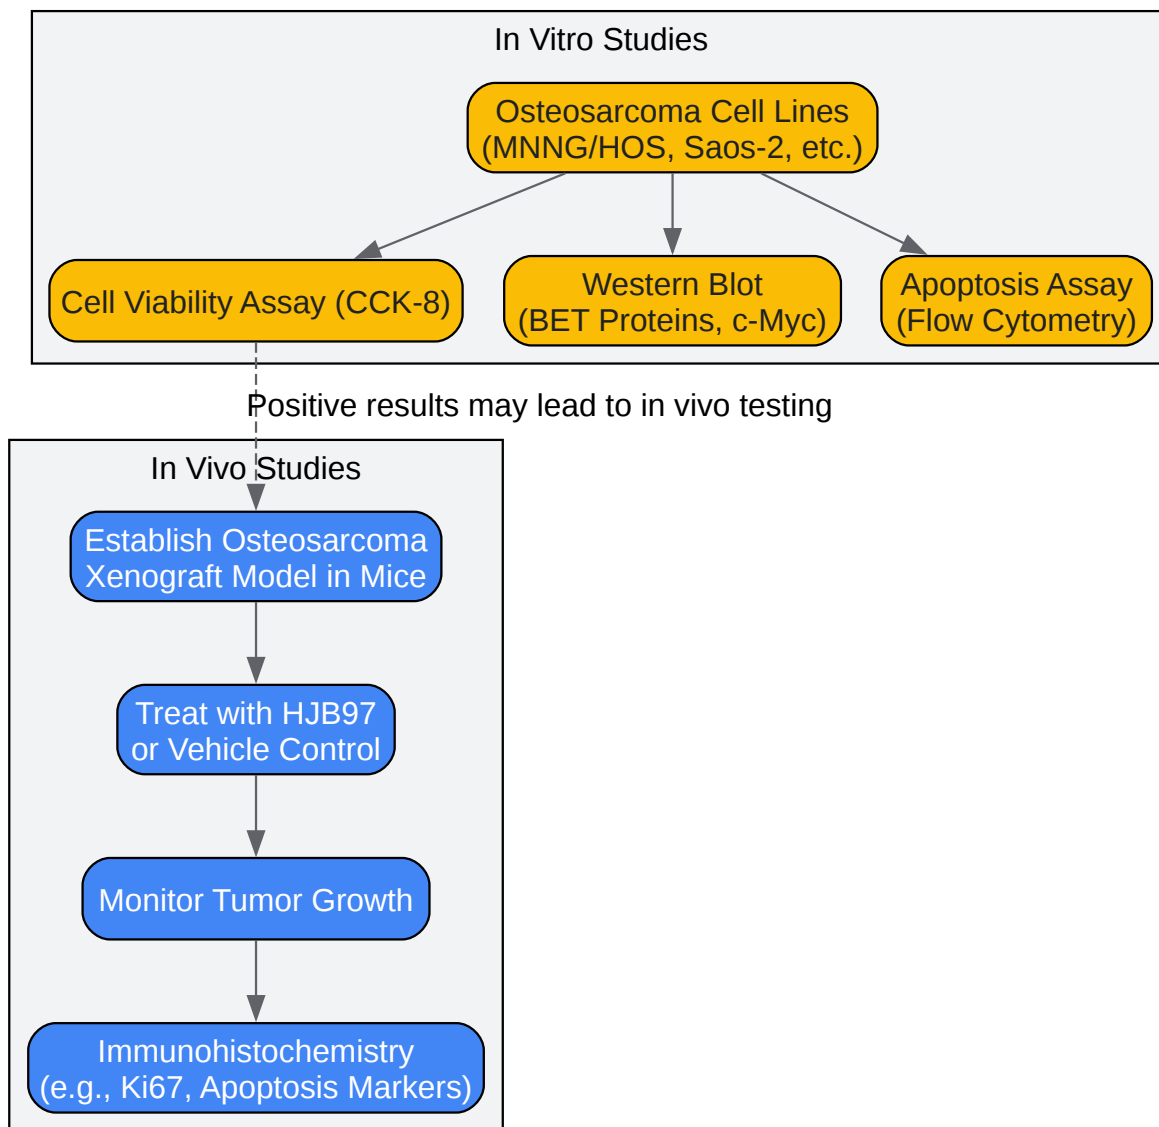 In Vitro Studies
Osteosarcoma Cell Lines
(MNNG/HOS, Saos-2, etc.)
Cell Viability Assay (CCK-8)
Western Blot
(BET Proteins, c-Myc)
Apoptosis Assay
(Flow Cytometry)
Positive results may lead to in vivo testing
In Vivo Studies
Establish Osteosarcoma
Xenograft Model in Mice
Treat with HJB97
or Vehicle Control
Monitor Tumor Growth
Immunohistochemistry
(e.g., Ki67, Apoptosis Markers)